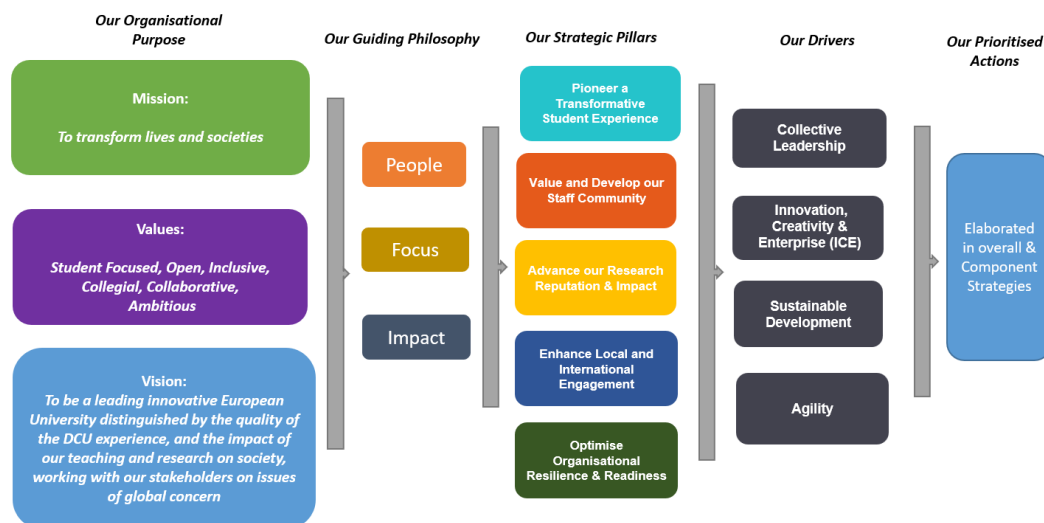 Our Organisational
Purpose
Mission:
To transform lives and societies
Values:
Student Focused, Open, Inclusive,
Collegial, Collaborative,
Ambitious
Vision:
To be a leading innovative European
University distinguished by the quality of
the DCU experience, and the impact of
our teaching and research on society,
working with our stakeholders on issues
of global concern
Our Guiding Philosophy
People
Focus
Impact
Our Strategic Pillars
Pioneer a
Transformative
Student Experience
Value and Develop our
Staff Community
Advance our Research
Reputation & Impact
Enhance Local and
International
Engagement
Optimise
Organisational
Resilience & Readiness
Our Drivers
Collective
Leadership
Innovation,
Creativity &
Enterprise (ICE)
Sustainable
Development
Agility
Our Prioritised
Actions
Elaborated
in overall &
Component
Strategies